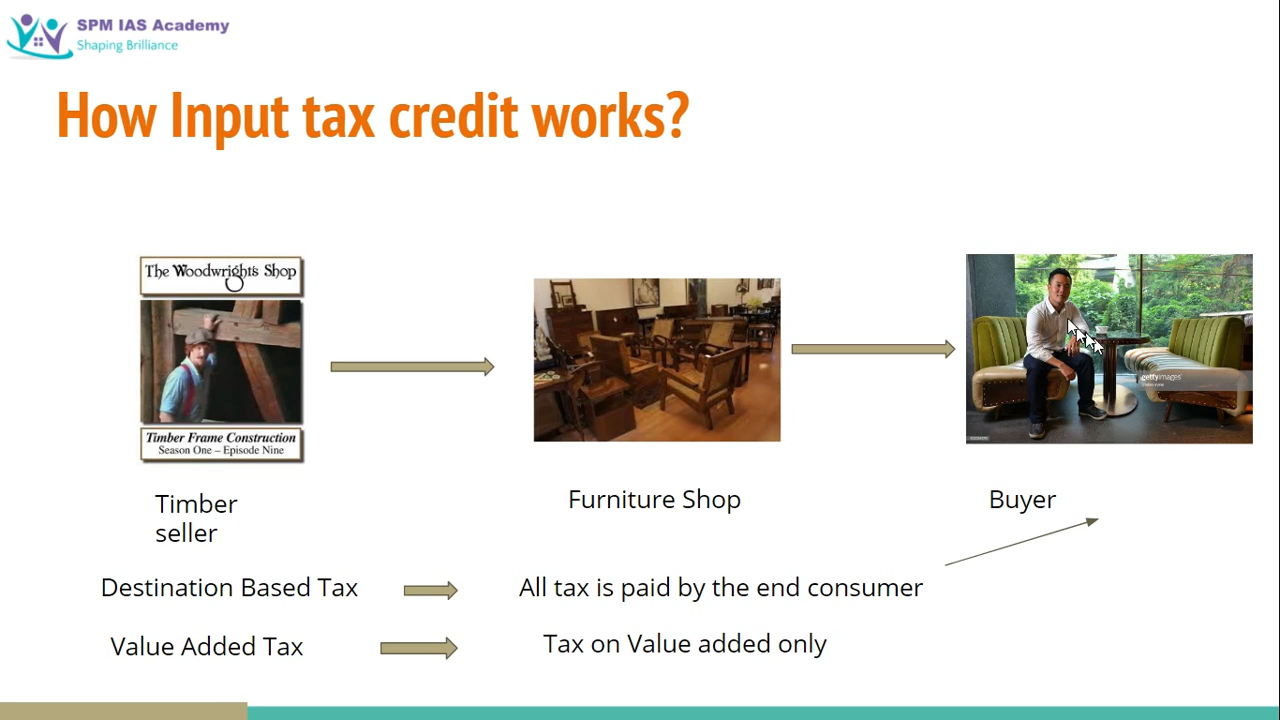 SPM IAS Academy
Shaping Brilliance
How Input tax credit works?
The Woodwright's Shop
Timber Frame Construction
Season One – Episode Nine
gettyimages
Timber
seller
Furniture Shop
Buyer
Destination Based Tax
All tax is paid by the end consumer
Value Added Tax
Tax on Value added only